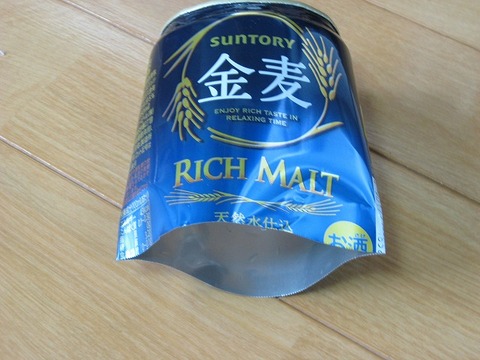 SUNTORY
金麦
ENJOY RICH TASTE IN
RELAXING TIME
RICH MALT
天然水仕込
お酒